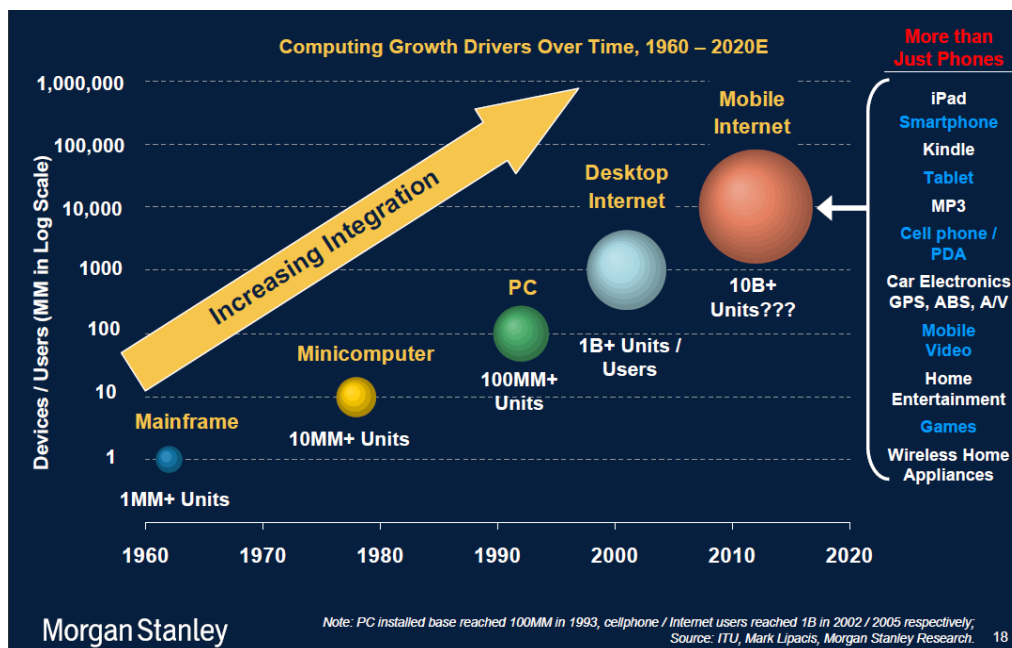 Computing Growth Drivers Over Time, 1960 – 2020E
More than
Just Phones
Devices / Users (MM in Log Scale)
1,000,000
100,000
10,000
1000
100
10
1
Increasing Integration
Mainframe
1MM+ Units
Minicomputer
10MM+ Units
PC
100MM+
Units
Desktop
Internet
1B+ Units /
Users
Mobile
Internet
10B+
Units???
iPad
Smartphone
Kindle
Tablet
MP3
Cell phone /
PDA
Car Electronics
GPS, ABS, A/V
Mobile
Video
Home
Entertainment
Games
Wireless Home
Appliances
1960
1970
1980
1990
2000
2010
2020
Morgan Stanley
Note: PC installed base reached 100MM in 1993, cellphone / Internet users reached 1B in 2002 / 2005 respectively;
Source: ITU, Mark Lipacis, Morgan Stanley Research.
18